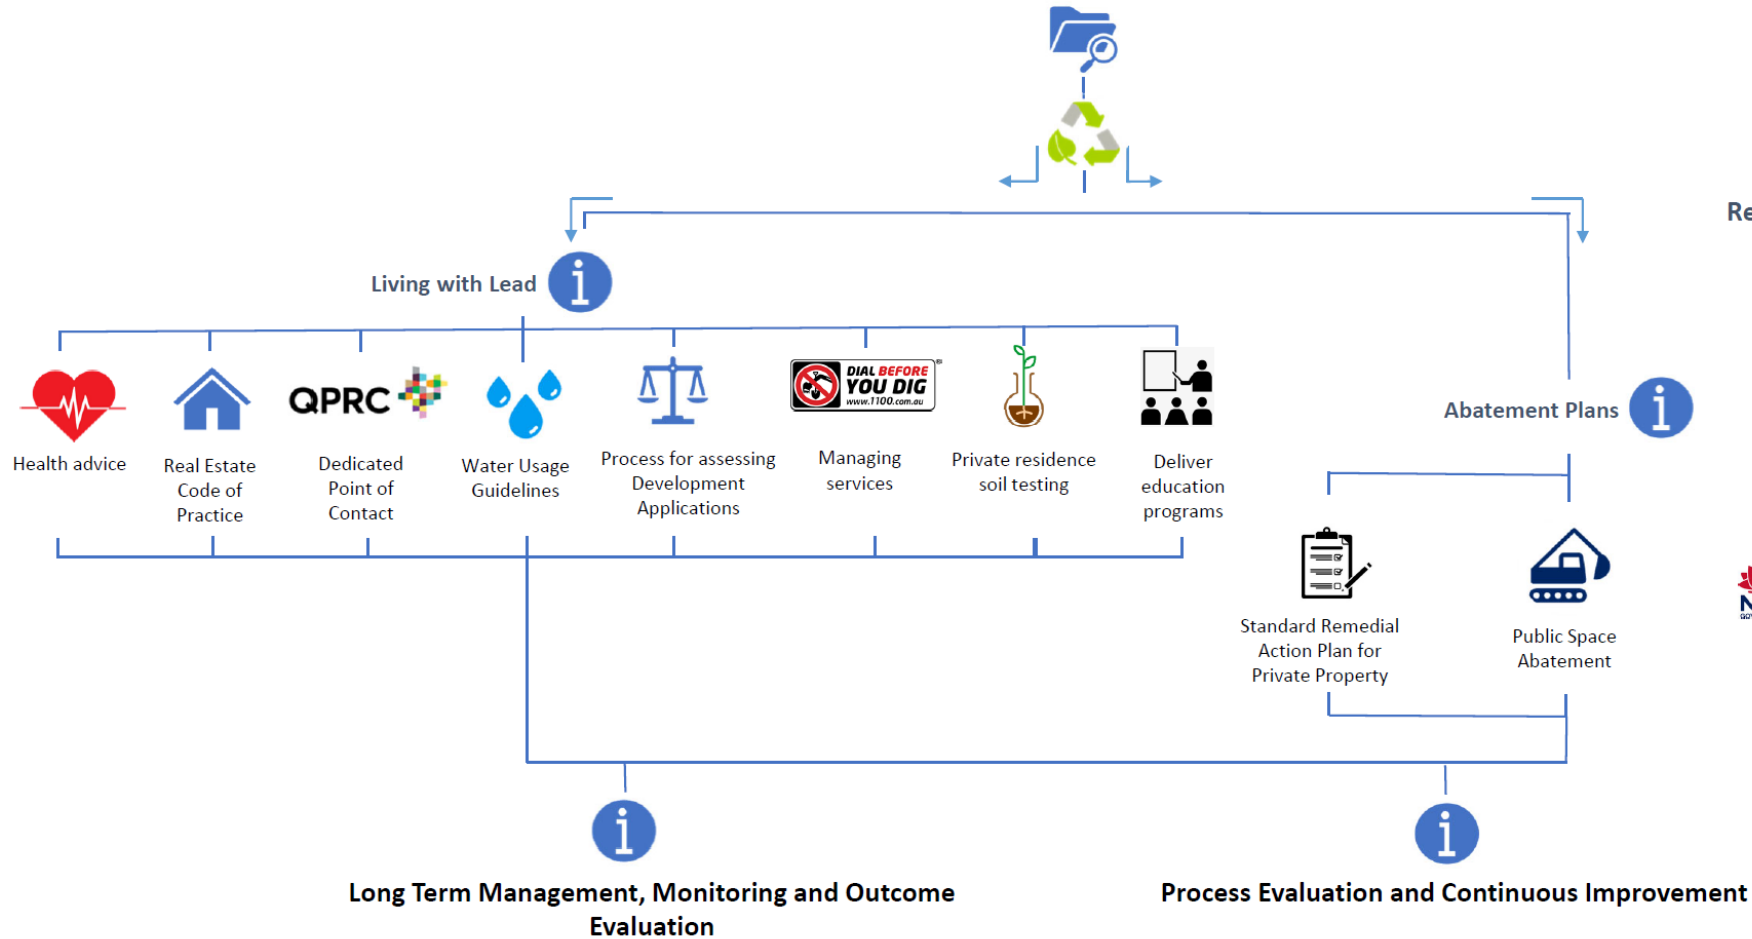 Re
Living with Lead
i
QPRC
DIAL BEFORE
YOU DIG
www.1100.com.au
Abatement Plans
i
Health advice
Real Estate
Code of
Practice
Dedicated
Point of
Contact
Water Usage
Guidelines
Process for assessing
Development
Applications
Managing
services
Private residence
soil testing
Deliver
education
programs
Standard Remedial
Action Plan for
Private Property
Public Space
Abatement
i
i
Long Term Management, Monitoring and Outcome
Evaluation
Process Evaluation and Continuous Improvement